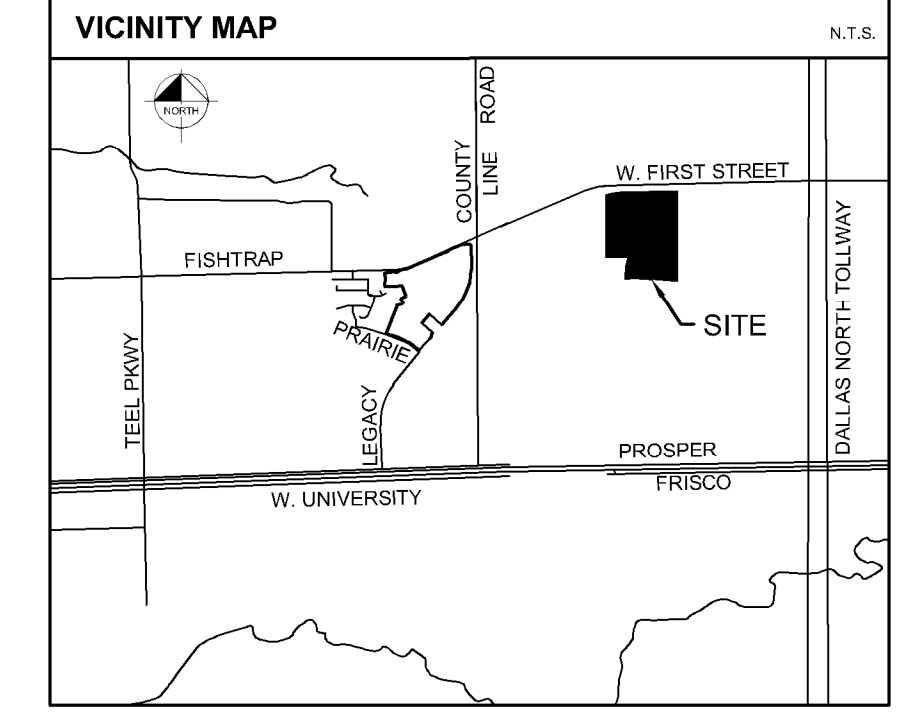 VICINITY MAP
N.T.S.
NORTH
COUNTY
LINE
ROAD
W. FIRST STREET
FISHTRAP
PRAIRIE
SITE
TEEL PKWY
LEGACY
DALLAS NORTH TOLLWAY
PROSPER
FRISCO
W. UNIVERSITY